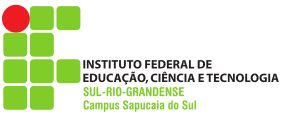 INSTITUTO FEDERAL DE
EDUCAÇÃO, CIÊNCIA E TECNOLOGIA
SUL-RIO-GRANDENSE
Campus Sapucaia do Sul